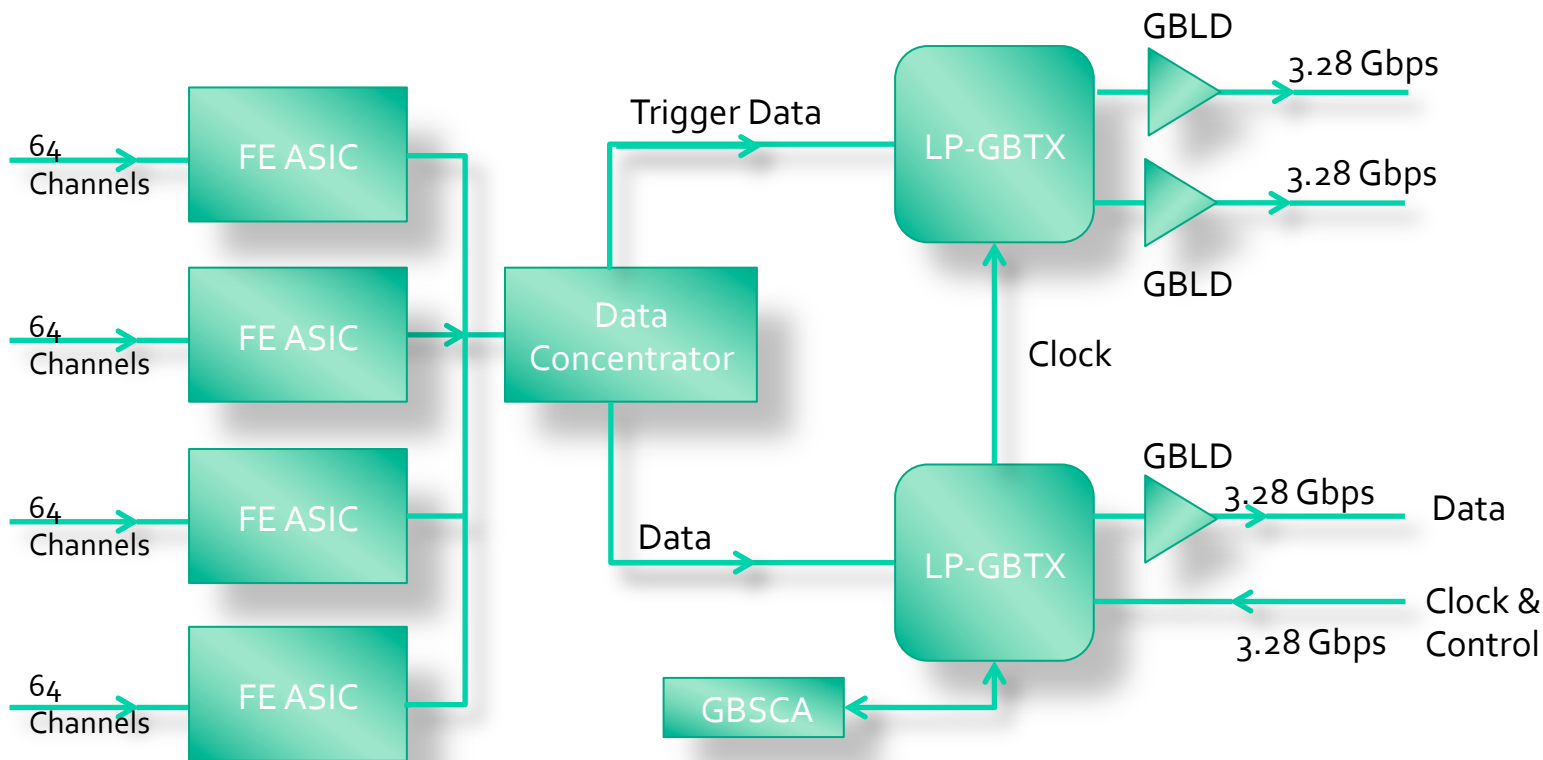 GBLD
3.28 Gbps
Trigger Data
LP-GBTX
64
Channels
FE ASIC
3.28 Gbps
GBLD
64
Channels
FE ASIC
Data
Concentrator
Clock
GBLD
3.28 Gbps
Data
64
Channels
FE ASIC
Data
LP-GBTX
Clock &
Control
3.28 Gbps
64
Channels
FE ASIC
GBSCA